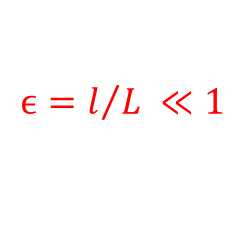 ϵ = l/L ≪ 1